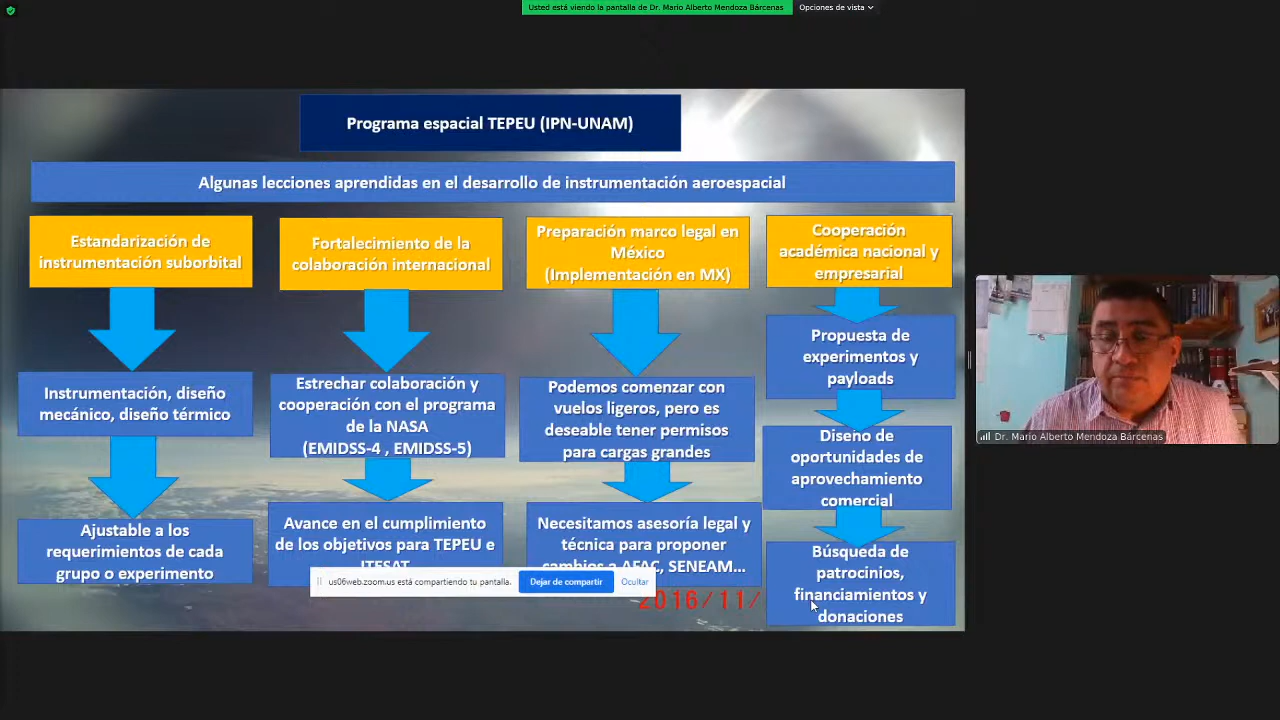 Usted está viendo la pantalla de Dr. Mario Alberto Mendoza Bárcenas
Opciones de vista
Programa espacial TEPEU (IPN-UNAM)
Algunas lecciones aprendidas en el desarrollo de instrumentación aeroespacial
Estandarización de
instrumentación suborbital
Instrumentación, diseño
mecánico, diseño térmico
Ajustable a los
requerimientos de cada
grupo o experimento
Fortalecimiento de la
colaboración internacional
Estrechar colaboración y
cooperación con el programa
de la NASA
(EMIDSS-4 , EMIDSS-5)
Avance en el cumplimiento
de los objetivos para TEPEU e
ITESAT
Preparación marco legal en
México
(Implementación en MX)
Podemos comenzar con
vuelos ligeros, pero es
deseable tener permisos
para cargas grandes
Necesitamos asesoría legal y
técnica para proponer
cambios a AFAC, SENEAM...
Cooperación
académica nacional y
empresarial
Propuesta de
experimentos y
payloads
Diseño de
oportunidades de
aprovechamiento
comercial
Búsqueda de
patrocinios,
financiamientos y
donaciones
us06web.zoom.us está compartiendo tu pantalla.
Dejar de compartir
Ocultar
2016/11/
Dr. Mario Alberto Mendoza Bárcenas